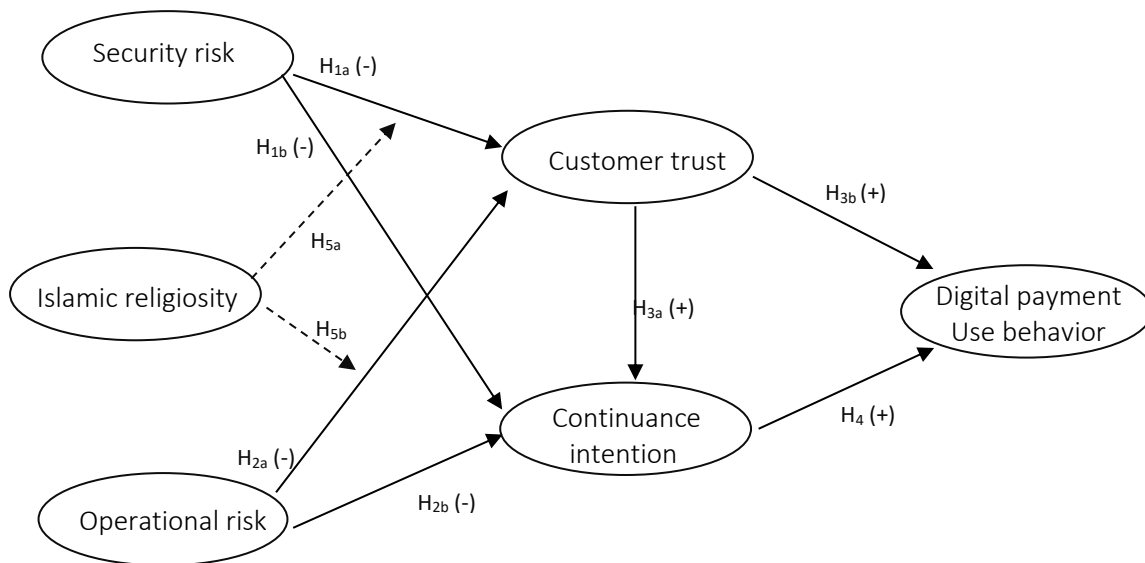 Security risk
H1a (-)
H1b (-)
Customer trust
H3b (+)
H5a
Islamic religiosity
H5b
H3a (+)
Digital payment
Use behavior
Continuance
intention
H4 (+)
H2a (-)
H2b (-)
Operational risk